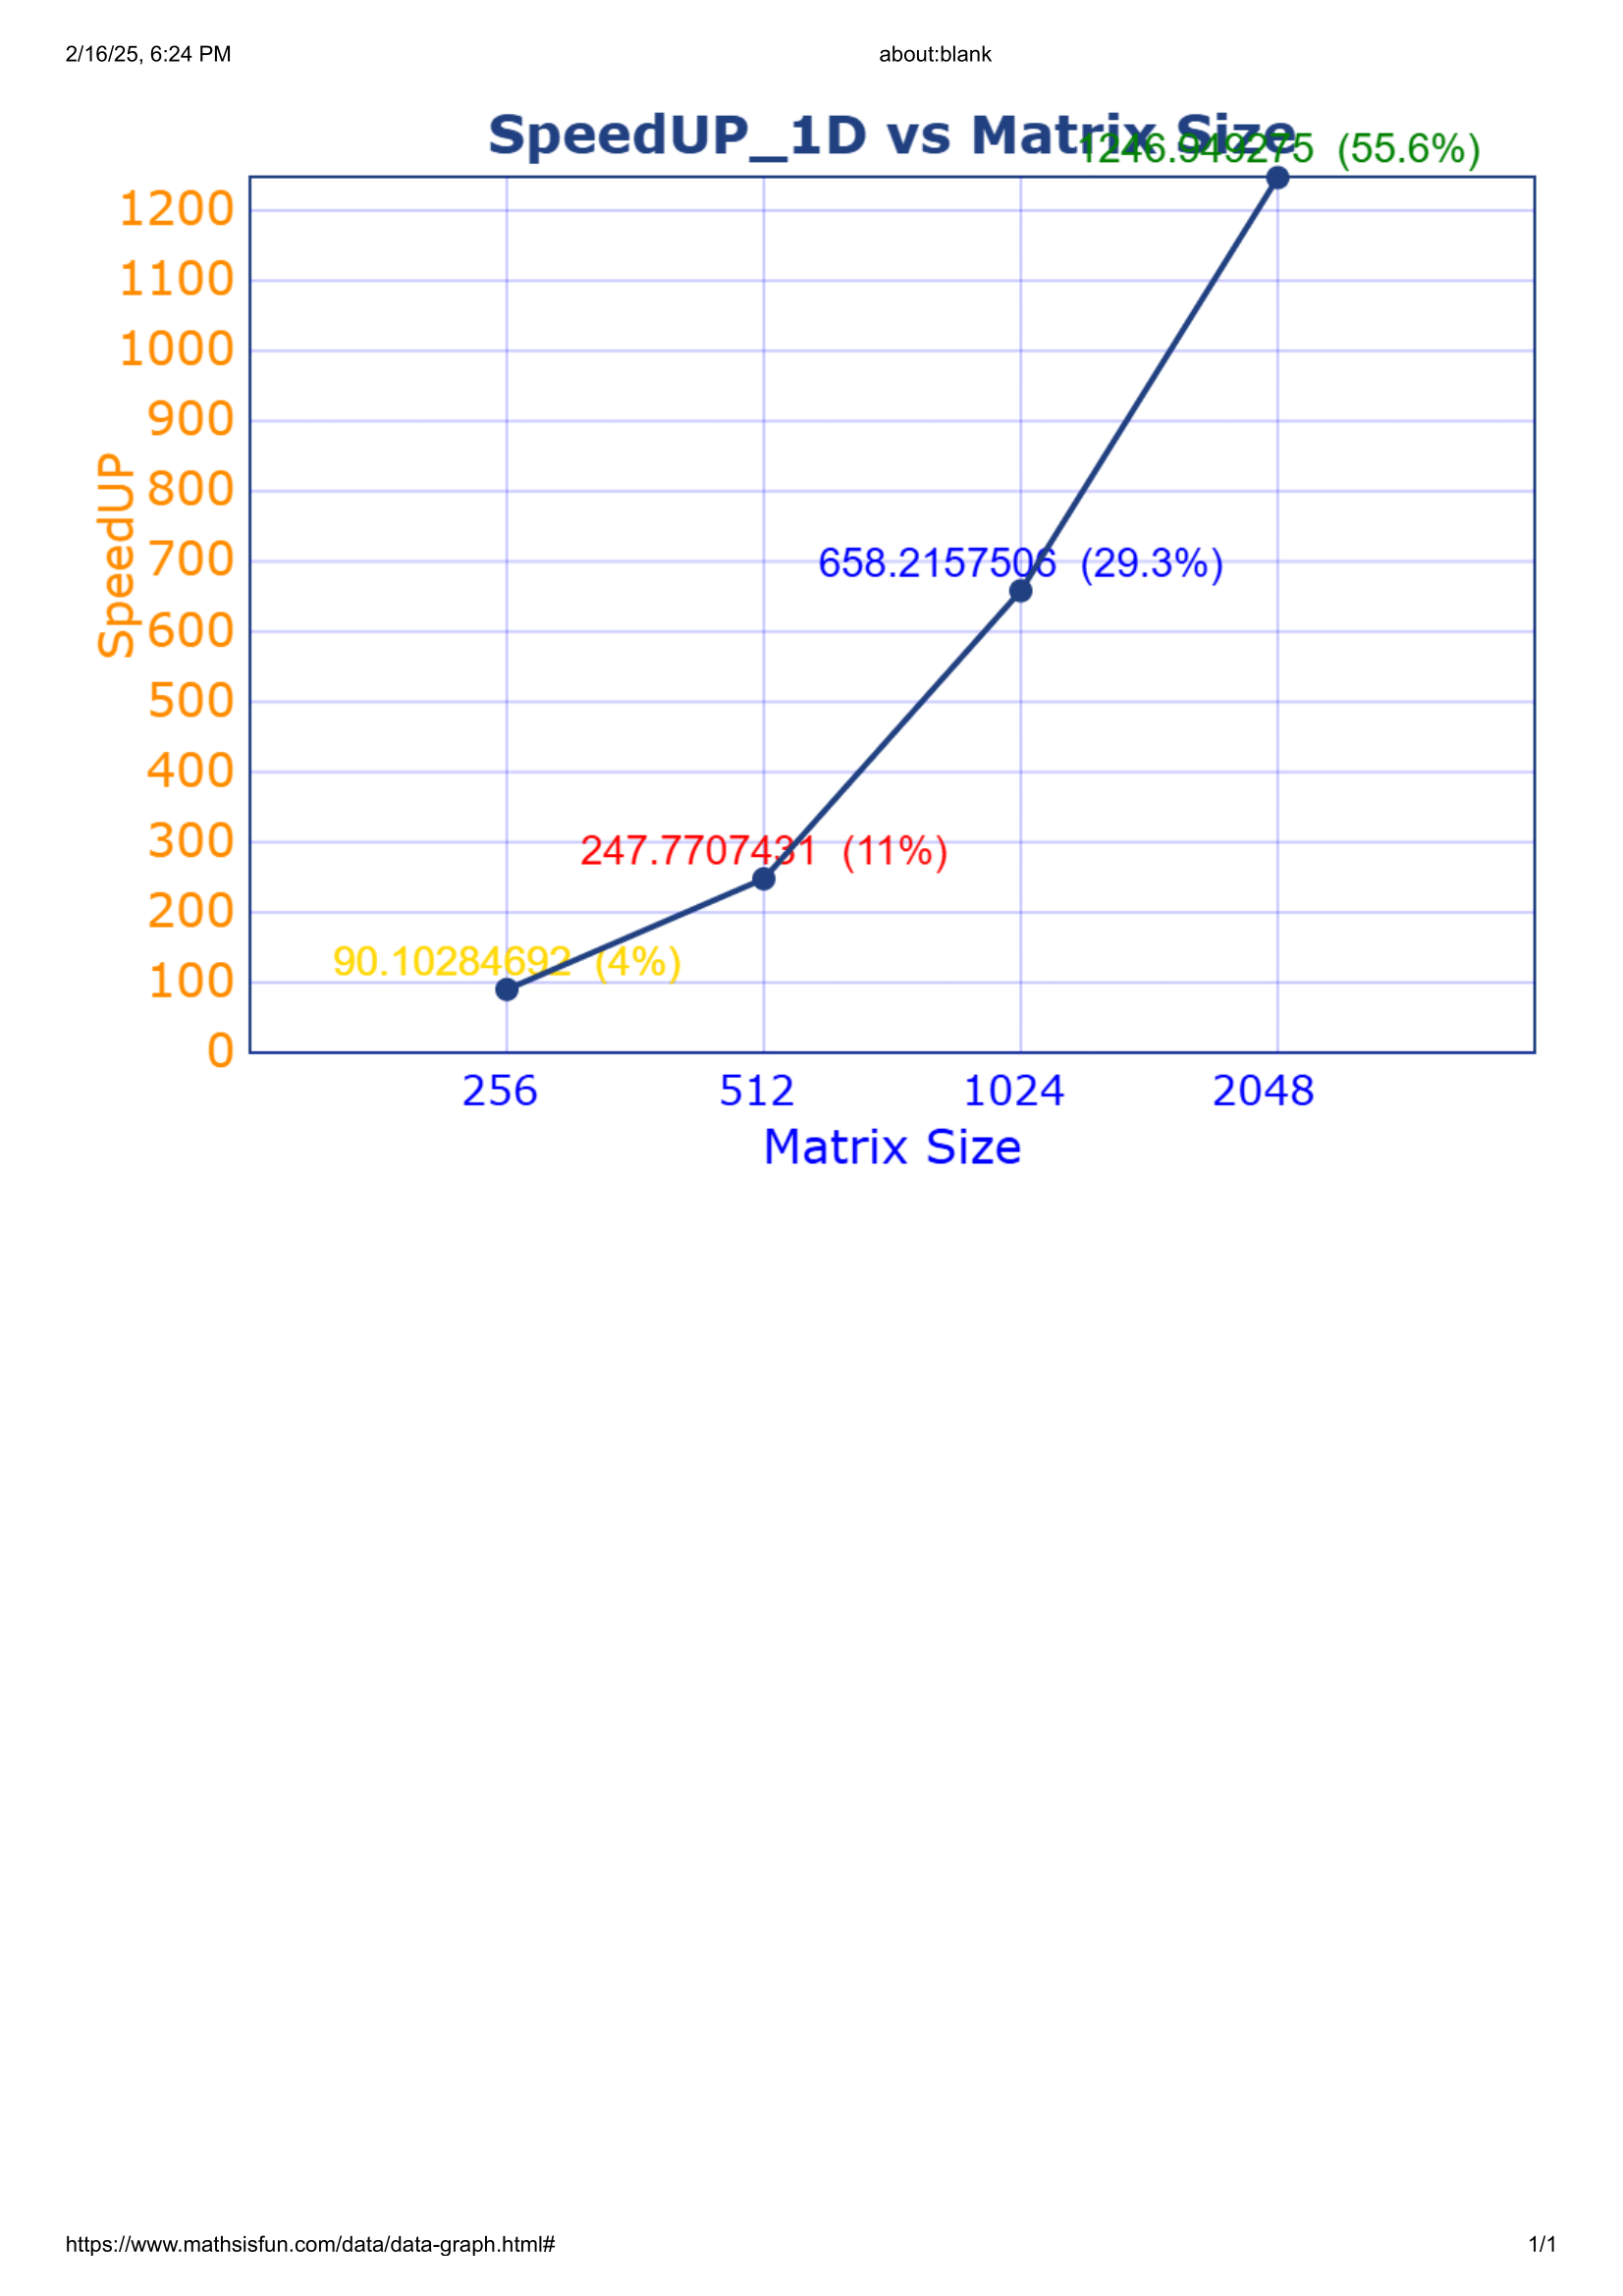 2/16/25, 6:24 PM about:blank
SpeedUP_1D vs Matrix Size
1246.949275 (55.6%)
1200
1100
1000
900
800
700
600
500
400
300
200
100
0
SpeedUP
658.2157506 (29.3%)
247.7707431 (11%)
90.10284692 (4%)
256 512 1024 2048
Matrix Size
https://www.mathsisfun.com/data/data-graph.html# 1/1